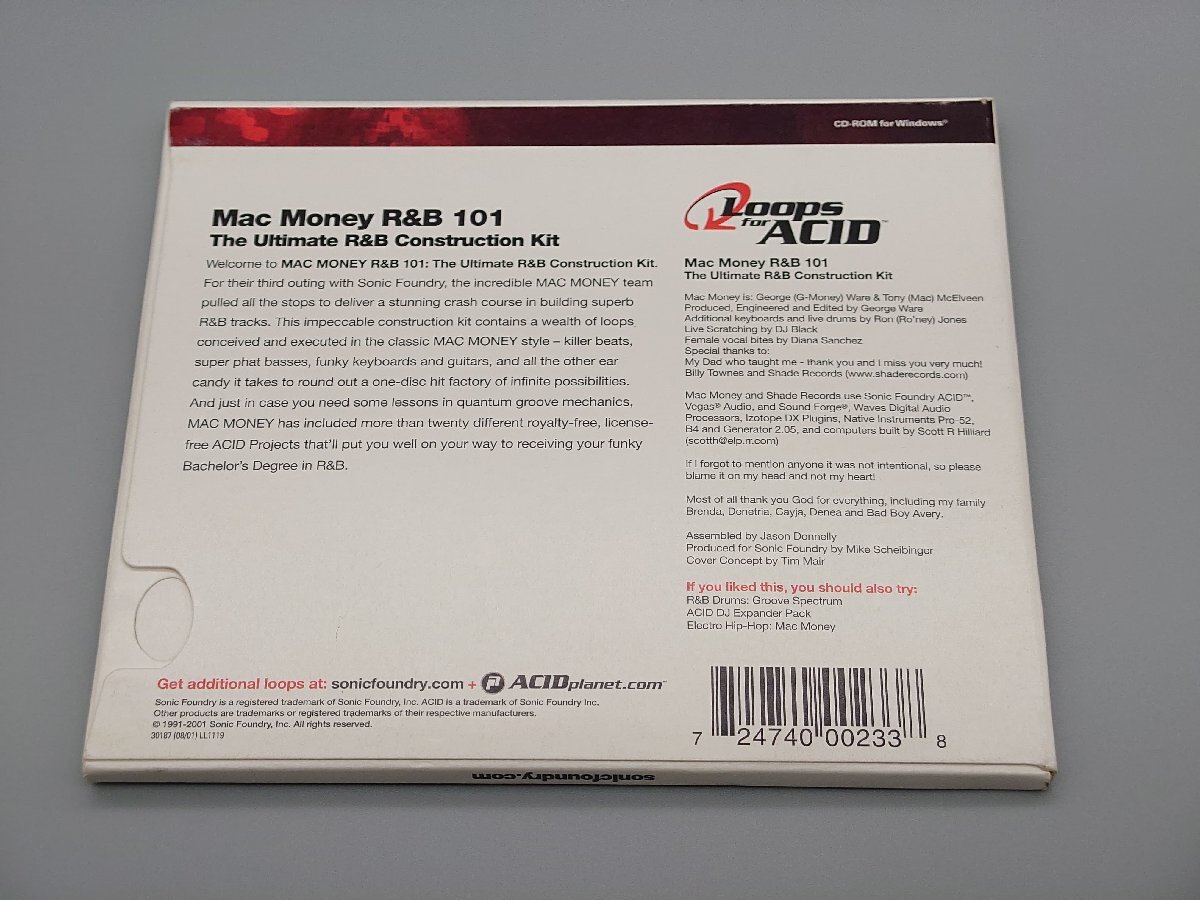 CD-ROM for Windows®
Mac Money R&B 101
The Ultimate R&B Construction Kit
Welcome to MAC MONEY R&B 101: The Ultimate R&B Construction Kit.
For their third outing with Sonic Foundry, the incredible MAC MONEY team
pulled all the stops to deliver a stunning crash course in building superb
R&B tracks. This impeccable construction kit contains a wealth of loops
conceived and executed in the classic MAC MONEY style – killer beats,
super phat basses, funky keyboards and guitars, and all the other ear
candy it takes to round out a one-disc hit factory of infinite possibilities.
And just in case you need some lessons in quantum groove mechanics,
MAC MONEY has included more than twenty different royalty-free, license-
free ACID Projects that'll put you well on your way to receiving your funky
Bachelor's Degree in R&B.
Loops
for ACID™
Mac Money R&B 101
The Ultimate R&B Construction Kit
Mac Money is: George (G-Money) Ware & Tony (Mac) McElveen
Produced, Engineered and Edited by George Ware
Additional keyboards and live drums by Ron (Ro'ney) Jones
Live Scratching by DJ Black
Female vocal bites by Diana Sanchez
Special thanks to:
My Dad who taught me - thank you and I miss you very much!
Billy Townes and Shade Records (www.shaderecords.com)
Mac Money and Shade Records use Sonic Foundry ACID™,
Vegas® Audio, and Sound Forge®, Waves Digital Audio
Processors, Izotope DX Plugins, Native Instruments Pro-52,
B4 and Generator 2.05, and computers built by Scott R Hilliard
(scotth@elp.rr.com)
If I forgot to mention anyone it was not intentional, so please
blame it on my head and not my heart!
Most of all thank you God for everything, including my family
Brenda, Donetria, Cayja, Denea and Bad Boy Avery.
Assembled by Jason Donnelly
Produced for Sonic Foundry by Mike Scheibinger
Cover Concept by Tim Mair
If you liked this, you should also try:
R&B Drums: Groove Spectrum
ACID DJ Expander Pack
Electro Hip-Hop: Mac Money
Get additional loops at: sonicfoundry.com + ACIDplanet.com™
Sonic Foundry is a registered trademark of Sonic Foundry, Inc. ACID is a trademark of Sonic Foundry Inc.
Other products are trademarks or registered trademarks of their respective manufacturers.
© 1991-2001 Sonic Foundry, Inc. All rights reserved.
30187 (08/01) LL1119
7 24740 00233 8
sonicfoundry.com